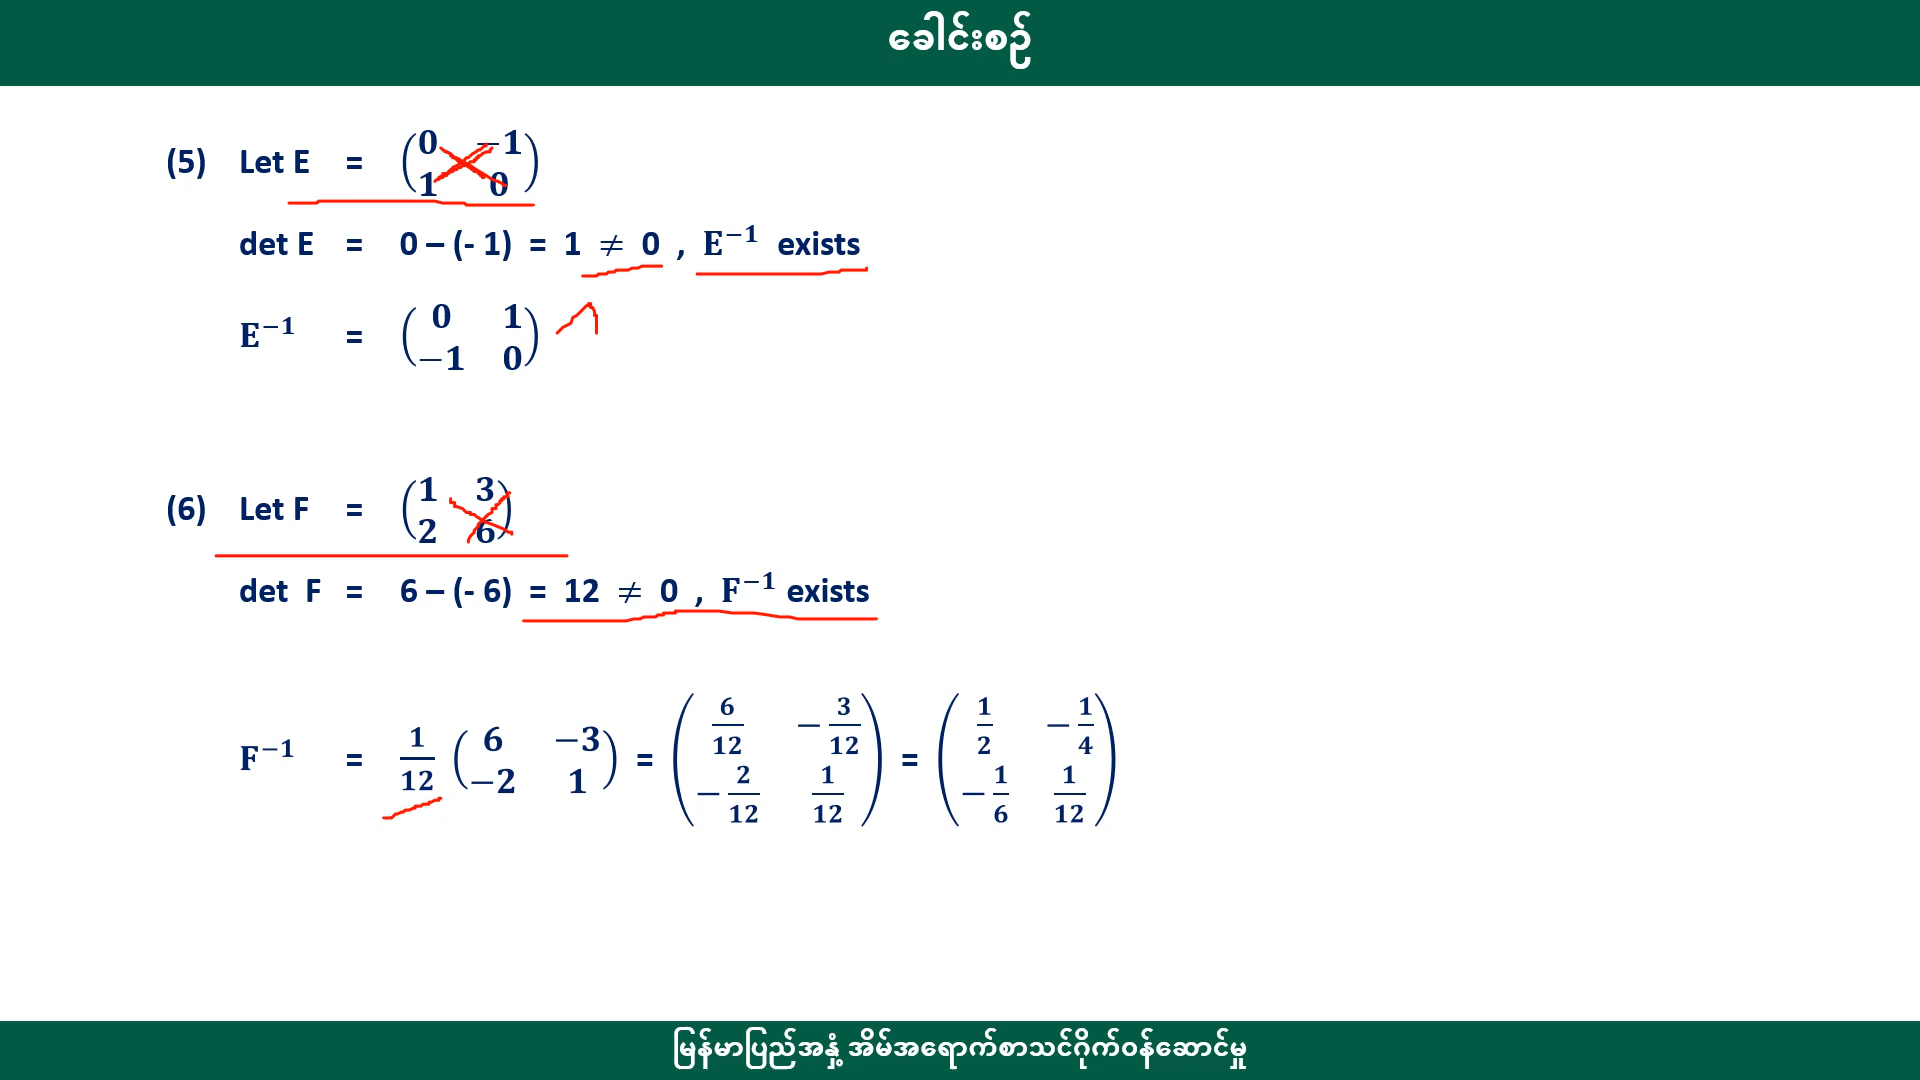 ခေါင်းစဉ်
(5) Let E = (0 −1
1 0)
det E = 0 – (- 1) = 1 ≠ 0 , E⁻¹ exists
E⁻¹ = (0 1
−1 0)
(6) Let F = (1 3
2 6)
det F = 6 – (- 6) = 12 ≠ 0 , F⁻¹ exists
F⁻¹ = 1/12 (6 −3
−2 1) = (6/12 −3/12
−2/12 1/12) = (1/2 −1/4
−1/6 1/12)
မြန်မာပြည်အနှံ့ အိမ်အရောက်စာသင်ဂိုက်ဝန်ဆောင်မှု